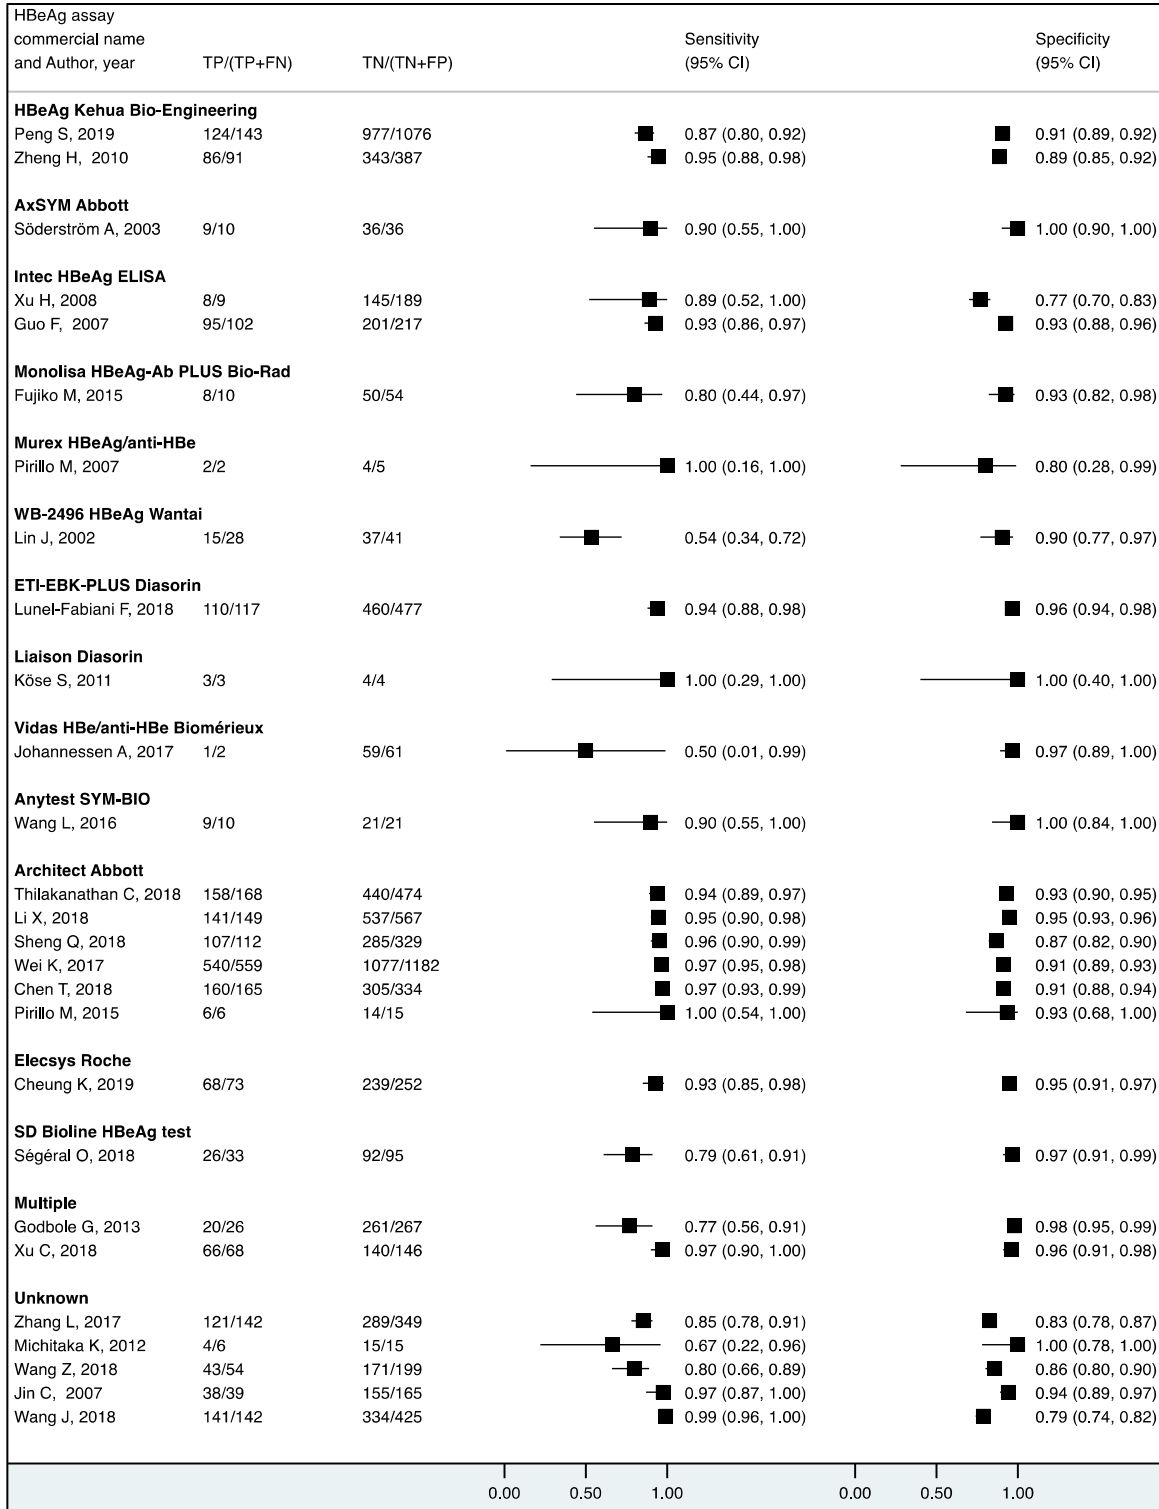 HBeAg assay
commercial name Sensitivity Specificity
and Author, year TP/(TP+FN) TN/(TN+FP) (95% CI) (95% CI)
HBeAg Kehua Bio-Engineering
Peng S, 2019 124/143 977/1076 0.87 (0.80, 0.92) 0.91 (0.89, 0.92)
Zheng H, 2010 86/91 343/387 0.95 (0.88, 0.98) 0.89 (0.85, 0.92)
AxSYM Abbott
Söderström A, 2003 9/10 36/36 0.90 (0.55, 1.00) 1.00 (0.90, 1.00)
Intec HBeAg ELISA
Xu H, 2008 8/9 145/189 0.89 (0.52, 1.00) 0.77 (0.70, 0.83)
Guo F, 2007 95/102 201/217 0.93 (0.86, 0.97) 0.93 (0.88, 0.96)
Monolisa HBeAg-Ab PLUS Bio-Rad
Fujiko M, 2015 8/10 50/54 0.80 (0.44, 0.97) 0.93 (0.82, 0.98)
Murex HBeAg/anti-HBe
Pirillo M, 2007 2/2 4/5 1.00 (0.16, 1.00) 0.80 (0.28, 0.99)
WB-2496 HBeAg Wantai
Lin J, 2002 15/28 37/41 0.54 (0.34, 0.72) 0.90 (0.77, 0.97)
ETI-EBK-PLUS Diasorin
Lunel-Fabiani F, 2018 110/117 460/477 0.94 (0.88, 0.98) 0.96 (0.94, 0.98)
Liaison Diasorin
Köse S, 2011 3/3 4/4 1.00 (0.29, 1.00) 1.00 (0.40, 1.00)
Vidas HBe/anti-HBe Biomérieux
Johannessen A, 2017 1/2 59/61 0.50 (0.01, 0.99) 0.97 (0.89, 1.00)
Anytest SYM-BIO
Wang L, 2016 9/10 21/21 0.90 (0.55, 1.00) 1.00 (0.84, 1.00)
Architect Abbott
Thilakanathan C, 2018 158/168 440/474 0.94 (0.89, 0.97) 0.93 (0.90, 0.95)
Li X, 2018 141/149 537/567 0.95 (0.90, 0.98) 0.95 (0.93, 0.96)
Sheng Q, 2018 107/112 285/329 0.96 (0.90, 0.99) 0.87 (0.82, 0.90)
Wei K, 2017 540/559 1077/1182 0.97 (0.95, 0.98) 0.91 (0.89, 0.93)
Chen T, 2018 160/165 305/334 0.97 (0.93, 0.99) 0.91 (0.88, 0.94)
Pirillo M, 2015 6/6 14/15 1.00 (0.54, 1.00) 0.93 (0.68, 1.00)
Elecsys Roche
Cheung K, 2019 68/73 239/252 0.93 (0.85, 0.98) 0.95 (0.91, 0.97)
SD Bioline HBeAg test
Ségéral O, 2018 26/33 92/95 0.79 (0.61, 0.91) 0.97 (0.91, 0.99)
Multiple
Godbole G, 2013 20/26 261/267 0.77 (0.56, 0.91) 0.98 (0.95, 0.99)
Xu C, 2018 66/68 140/146 0.97 (0.90, 1.00) 0.96 (0.91, 0.98)
Unknown
Zhang L, 2017 121/142 289/349 0.85 (0.78, 0.91) 0.83 (0.78, 0.87)
Michitaka K, 2012 4/6 15/15 0.67 (0.22, 0.96) 1.00 (0.78, 1.00)
Wang Z, 2018 43/54 171/199 0.80 (0.66, 0.89) 0.86 (0.80, 0.90)
Jin C, 2007 38/39 155/165 0.97 (0.87, 1.00) 0.94 (0.89, 0.97)
Wang J, 2018 141/142 334/425 0.99 (0.96, 1.00) 0.79 (0.74, 0.82)
0.00 0.50 1.00 0.00 0.50 1.00